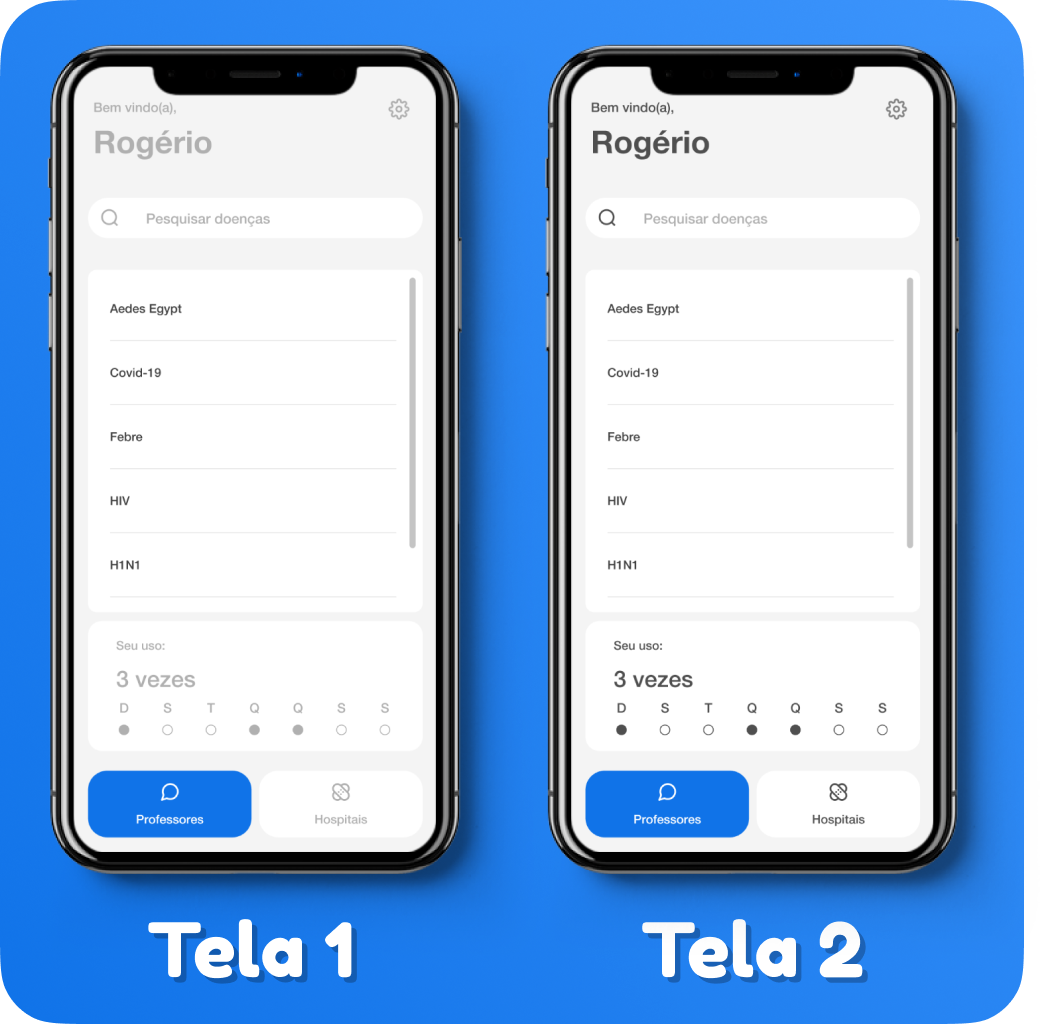 Bem vindo(a),
Rogério
Pesquisar doenças
Aedes Egypt
Covid-19
Febre
HIV
H1N1
Seu uso:
3 vezes
D S T Q Q S S
Professores
Hospitais
Tela 1
Bem vindo(a),
Rogério
Pesquisar doenças
Aedes Egypt
Covid-19
Febre
HIV
H1N1
Seu uso:
3 vezes
D S T Q Q S S
Professores
Hospitais
Tela 2